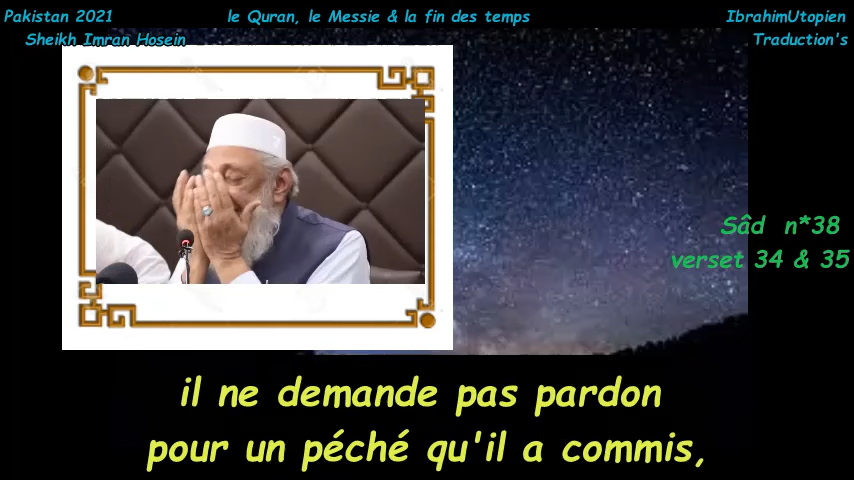 Pakistan 2021 le Quran, le Messie & la fin des temps IbrahimUtopien
Sheikh Imran Hosein Traduction's
Sâd n*38
verset 34 & 35
il ne demande pas pardon
pour un péché qu'il a commis,